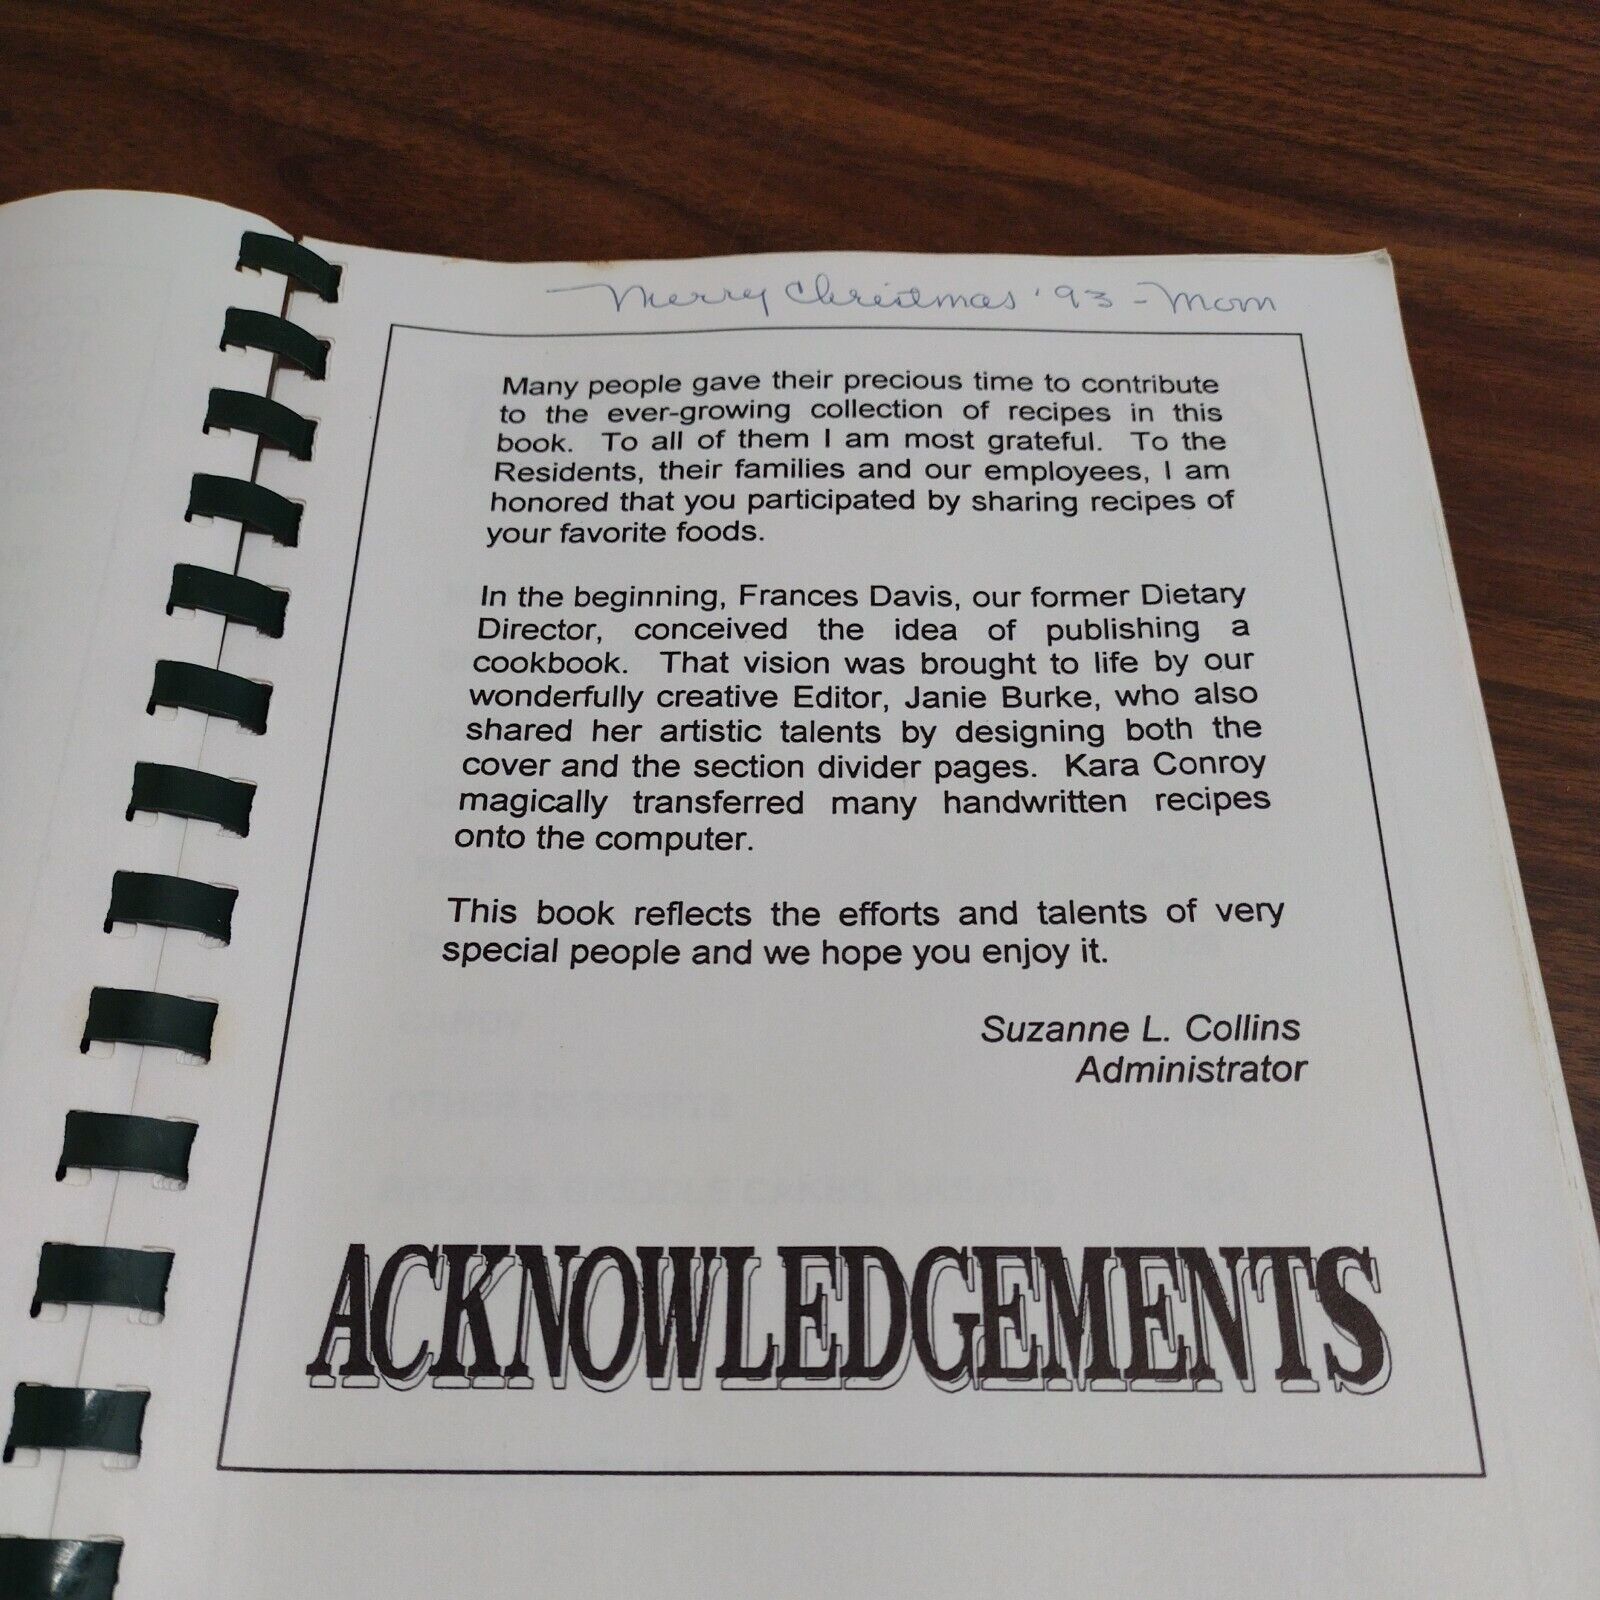 Merry Christmas '93 - Mom
Many people gave their precious time to contribute
to the ever-growing collection of recipes in this
book. To all of them I am most grateful. To the
Residents, their families and our employees, I am
honored that you participated by sharing recipes of
your favorite foods.
In the beginning, Frances Davis, our former Dietary
Director, conceived the idea of publishing a
cookbook. That vision was brought to life by our
wonderfully creative Editor, Janie Burke, who also
shared her artistic talents by designing both the
cover and the section divider pages. Kara Conroy
magically transferred many handwritten recipes
onto the computer.
This book reflects the efforts and talents of very
special people and we hope you enjoy it.
Suzanne L. Collins
Administrator
ACKNOWLEDGEMENTS